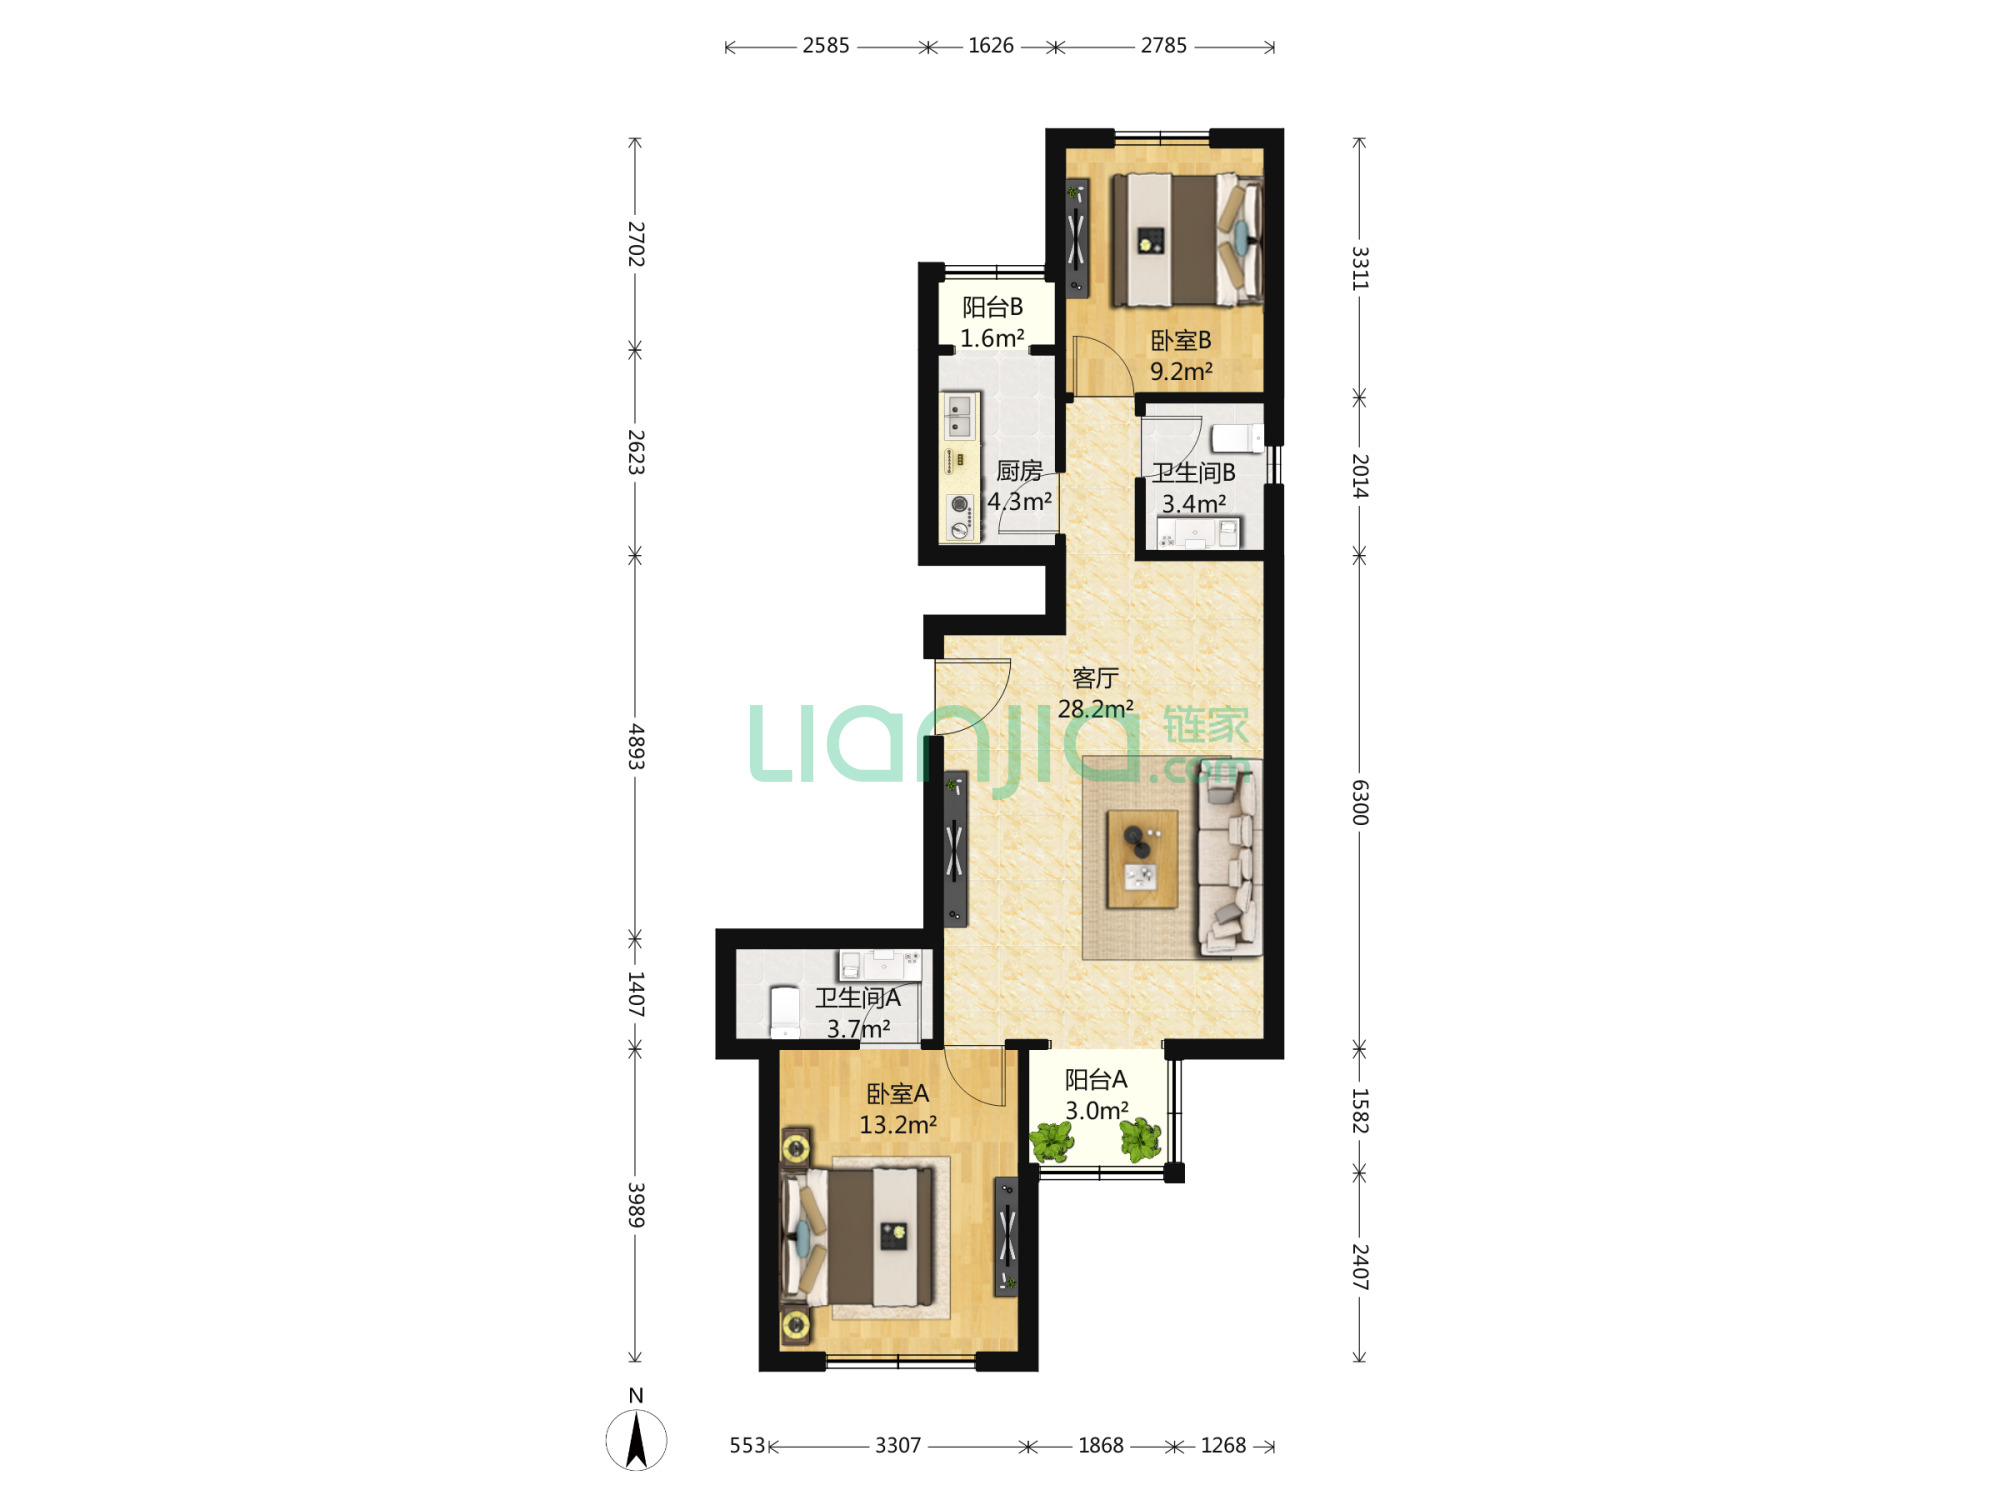 2585 1626 2785
2702
3311
阳台B
1.6m²
卧室B
9.2m²
2623
2014
厨房
4.3m²
卫生间B
3.4m²
客厅
28.2m²
Lianjia 链家
.com
4893
6300
1407
卫生间A
3.7m²
卧室A
13.2m²
阳台A
3.0m²
1582
3989
2407
N
553 3307 1868 1268